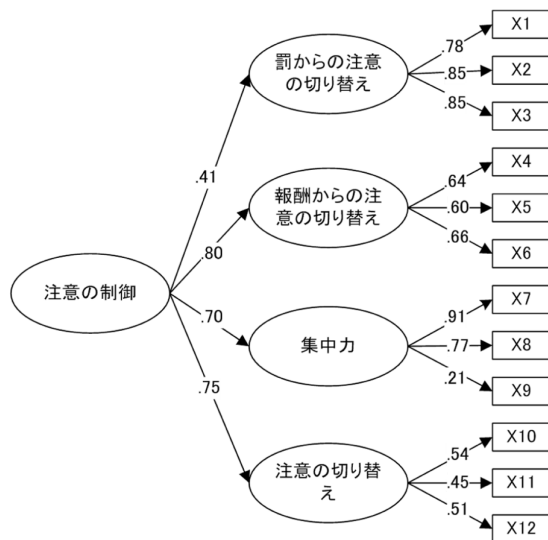 X1
.78
罰からの注意
の切り替え
.85
X2
.85
X3
.41
X4
.64
報酬からの注
意の切り替え
.60
X5
.66
X6
.80
注意の制御
X7
.91
.70
集中力
.77
X8
.21
X9
.75
X10
.54
注意の切り替
え
.45
X11
.51
X12